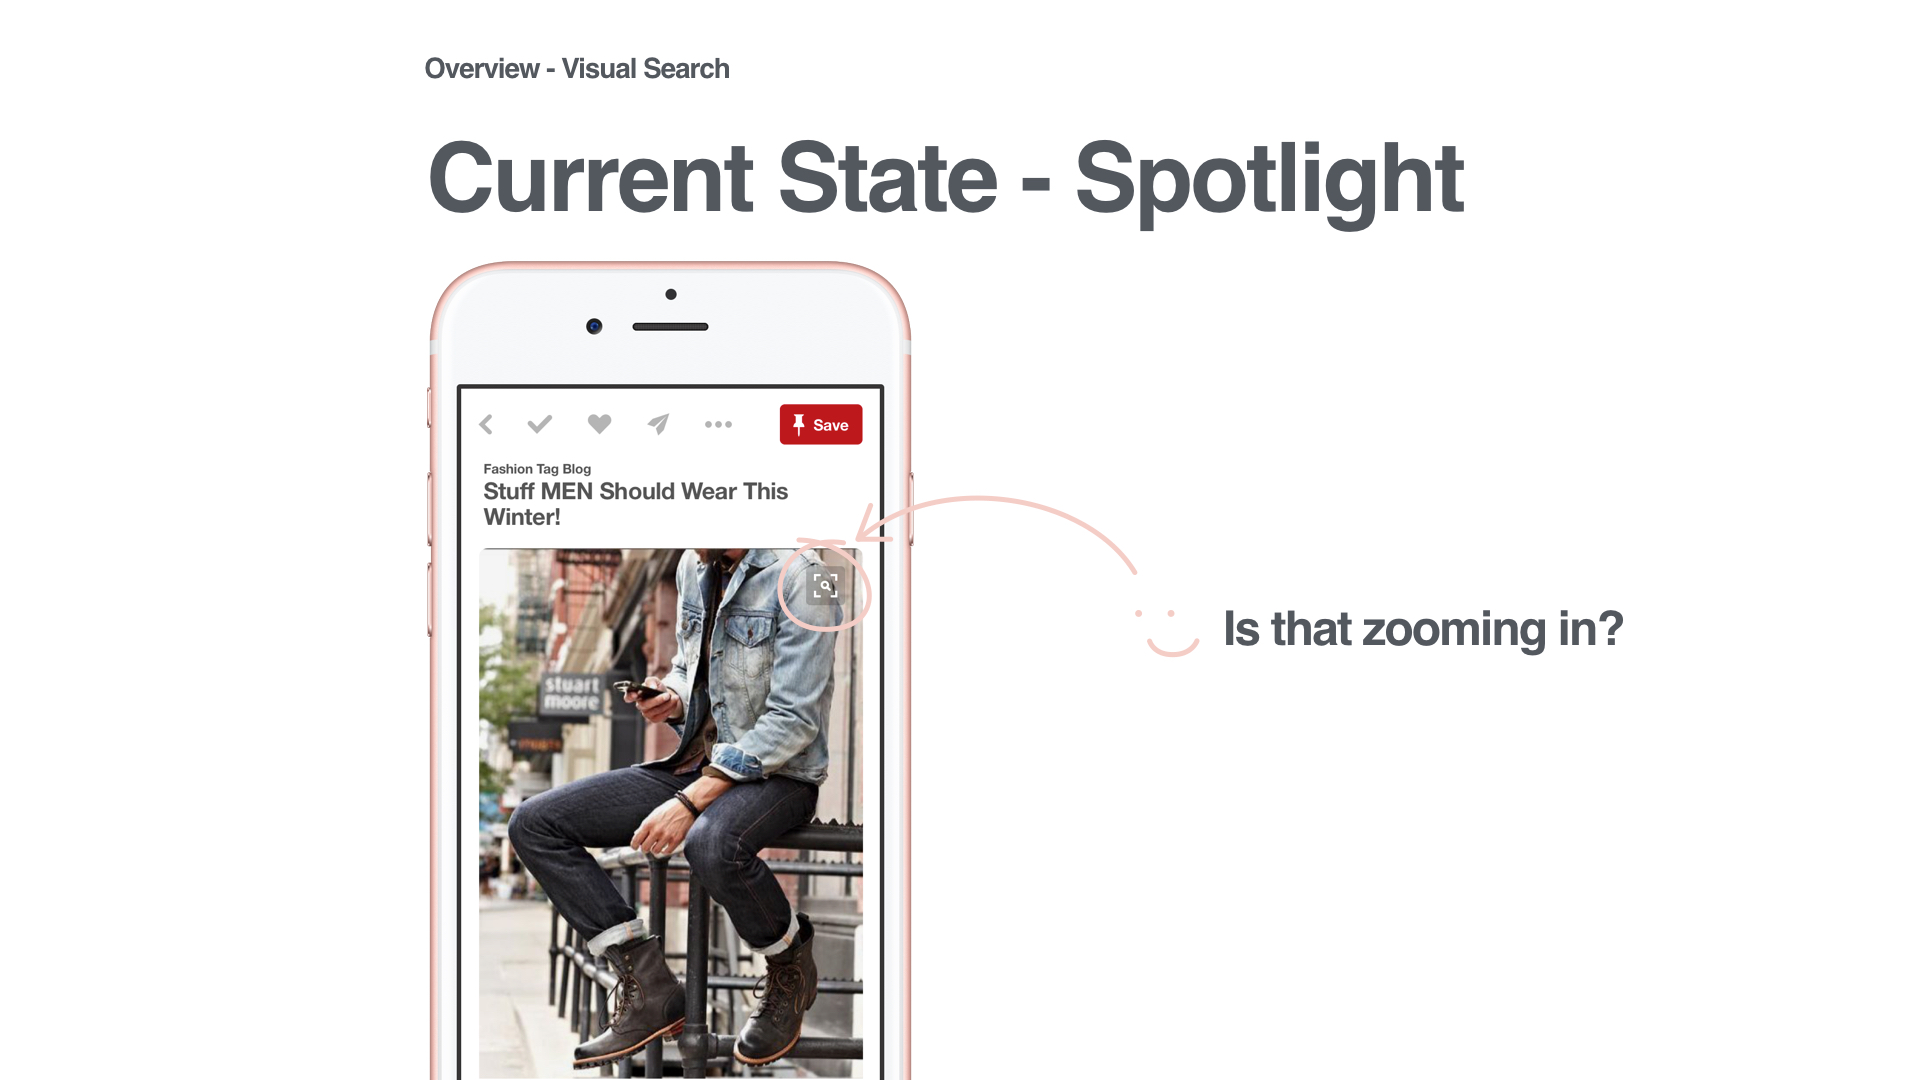 Overview - Visual Search
Current State - Spotlight
Save
Fashion Tag Blog
Stuff MEN Should Wear This
Winter!
stuart
moore
Is that zooming in?